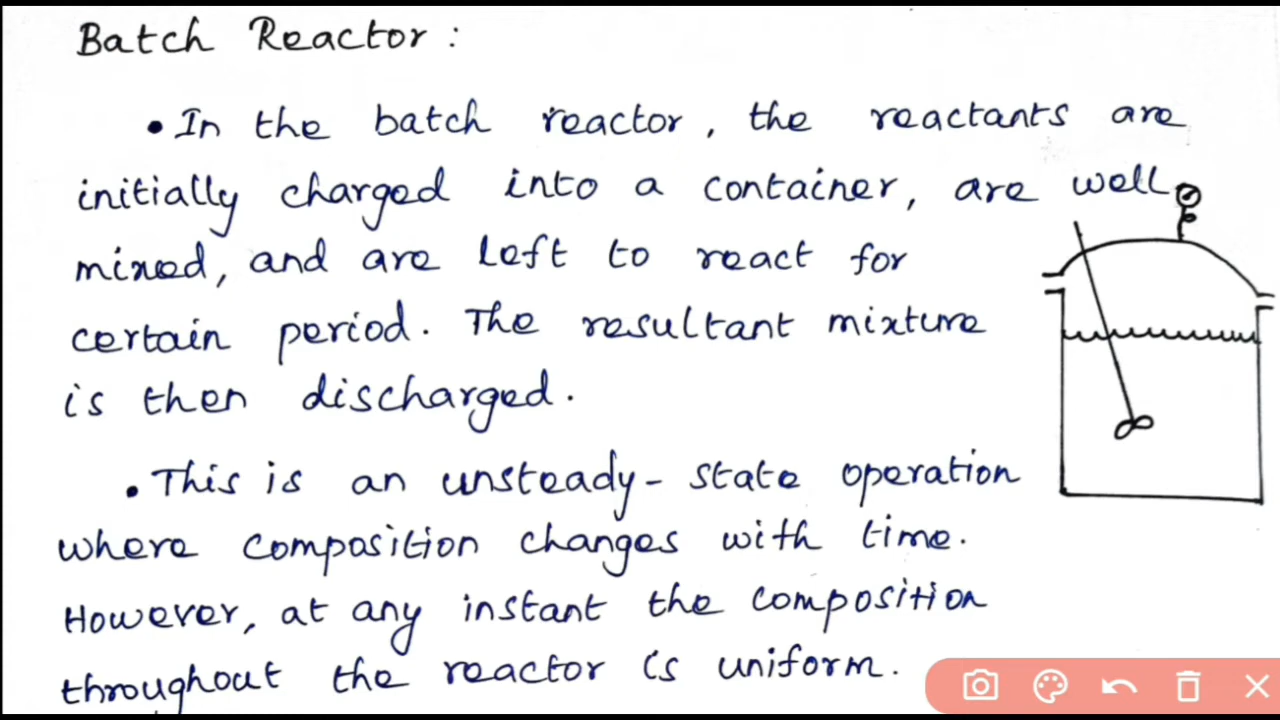 Batch Reactor :
• In the batch reactor, the reactants are
initially charged into a container, are well
mixed, and are left to react for
certain period. The resultant mixture
is then discharged.
• This is an unsteady-state operation
where composition changes with time.
However, at any instant the composition
throughout the reactor is uniform.